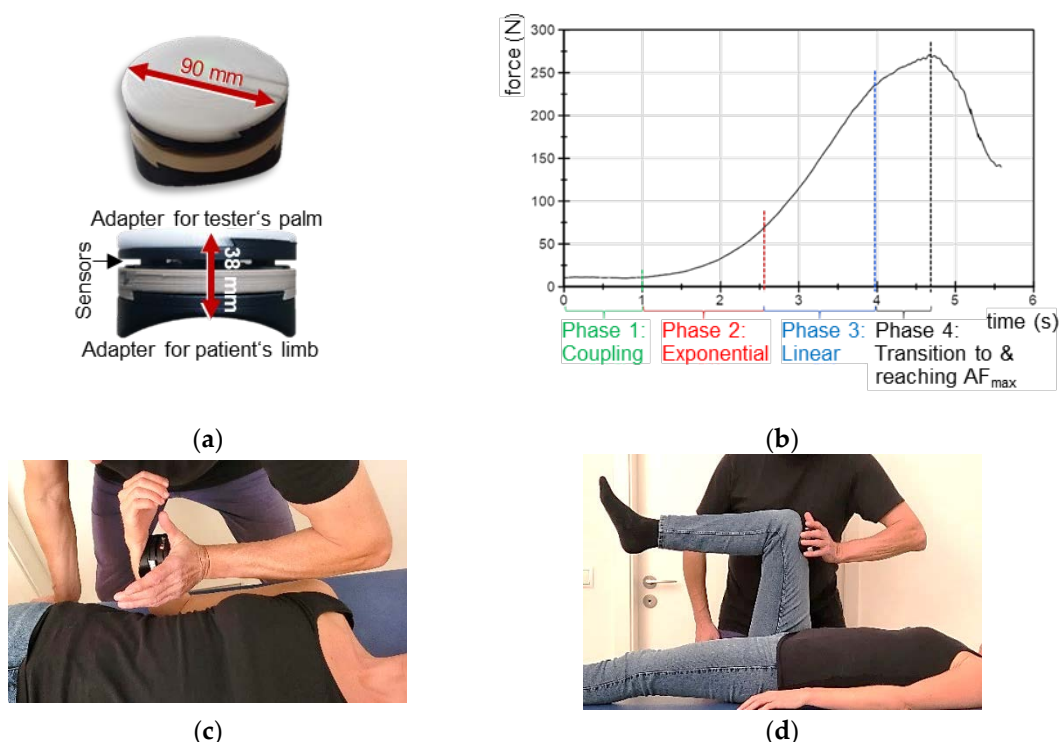 90 mm
Adapter for tester‘s palm
Sensors
38 mm
Adapter for patient‘s limb
(a)
force (N)
300
250
200
150
100
50
0
0 1 2 3 4 5 6
time (s)
Phase 1:
Coupling
Phase 2:
Exponential
Phase 3:
Linear
Phase 4:
Transition to &
reaching AFmax
(b)
(c)
(d)